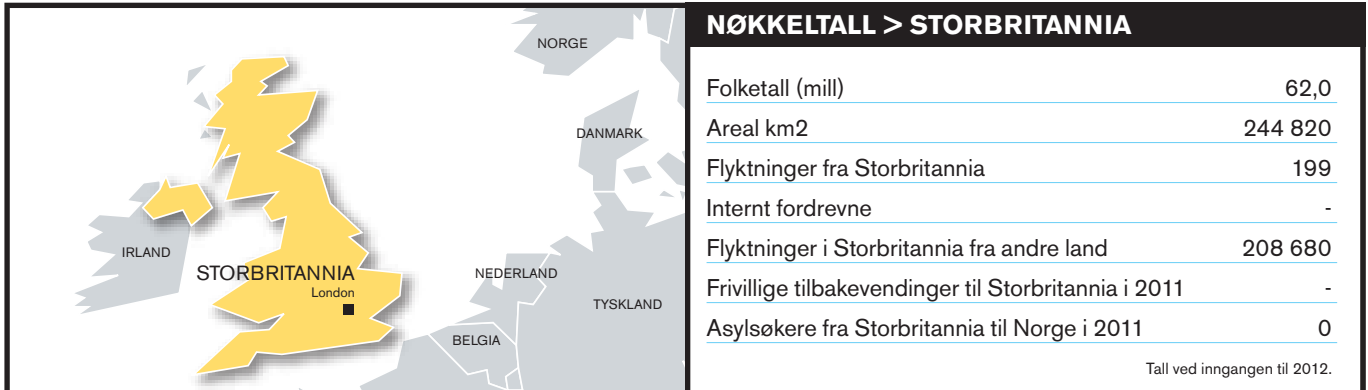 NORGE
DANMARK
IRLAND
STORBRITANNIA
London
NEDERLAND
TYSKLAND
BELGIA
NØKKELTALL > STORBRITANNIA
Folketall (mill) 62,0
Areal km2 244 820
Flyktninger fra Storbritannia 199
Internt fordrevne -
Flyktninger i Storbritannia fra andre land 208 680
Frivillige tilbakevendinger til Storbritannia i 2011 -
Asylsøkere fra Storbritannia til Norge i 2011 0
Tall ved inngangen til 2012.